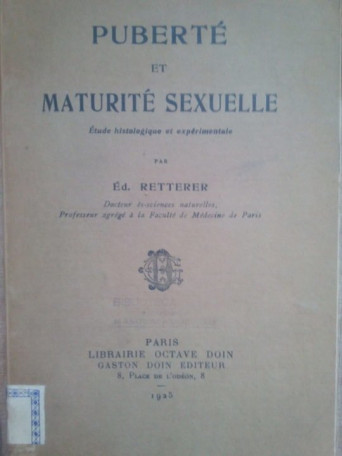 PUBERTÉ
ET
MATURITÉ SEXUELLE
Étude histologique et expérimentale
PAR
Éd. RETTERER
Docteur ès-sciences naturelles,
Professeur agrégé à la Faculté de Médecine de Paris
PARIS
LIBRAIRIE OCTAVE DOIN
GASTON DOIN EDITEUR
8, PLACE DE L'ODÉON, 8